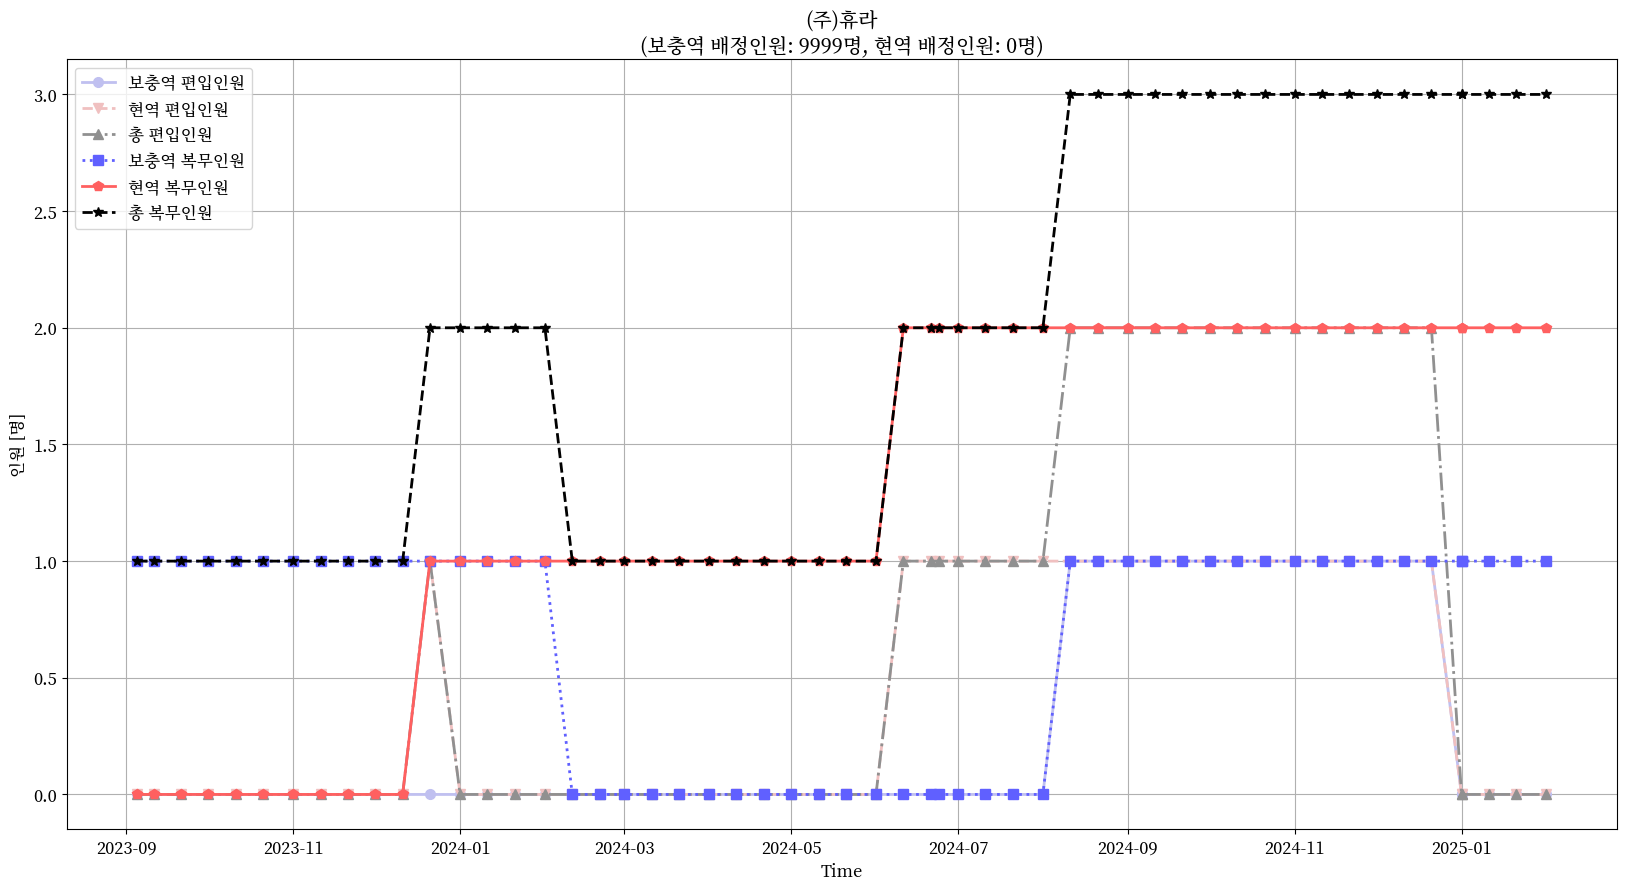 (주)휴라
(보충역 배정인원: 9999명, 현역 배정인원: 0명)
보충역 편입인원
현역 편입인원
총 편입인원
보충역 복무인원
현역 복무인원
총 복무인원
인원 [명]
3.0
2.5
2.0
1.5
1.0
0.5
0.0
2023-09 2023-11 2024-01 2024-03 2024-05 2024-07 2024-09 2024-11 2025-01
Time